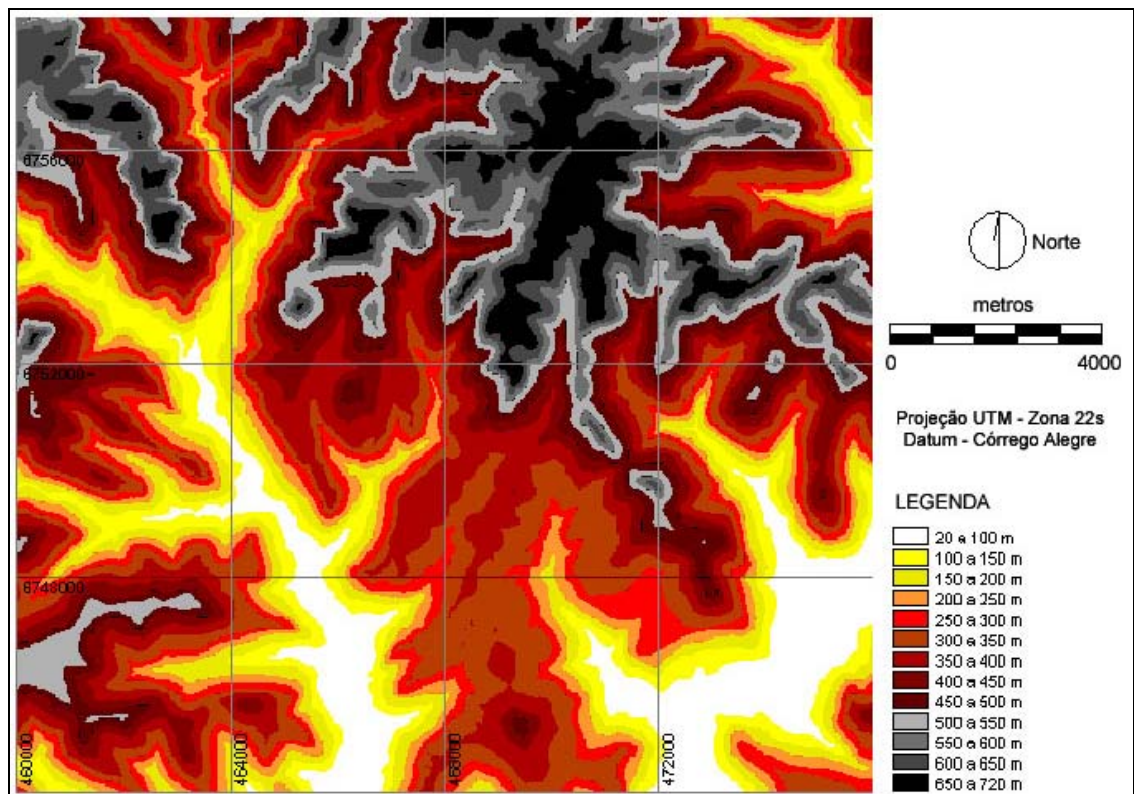 6756000
6752000
6748000
460000
464000
468000
472000
Norte
metros
0 4000
Projeção UTM - Zona 22s
Datum - Córrego Alegre
LEGENDA
20 a 100 m
100 a 150 m
150 a 200 m
200 a 250 m
250 a 300 m
300 a 350 m
350 a 400 m
400 a 450 m
450 a 500 m
500 a 550 m
550 a 600 m
600 a 650 m
650 a 720 m